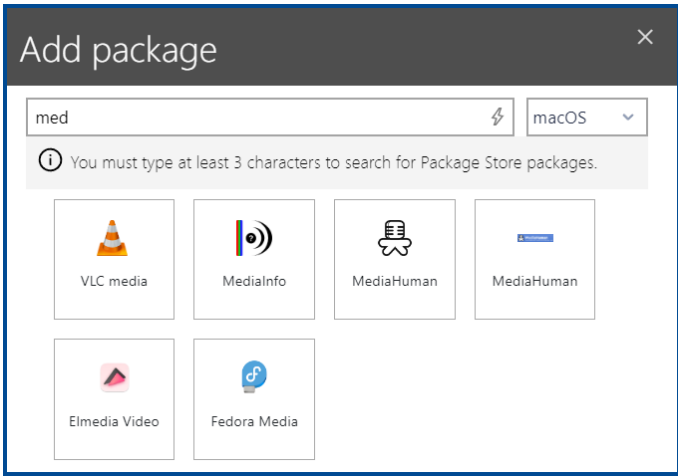 Add package
med
macOS
You must type at least 3 characters to search for Package Store packages.
VLC media
MediaInfo
MediaHuman
MediaHuman
Elmedia Video
Fedora Media